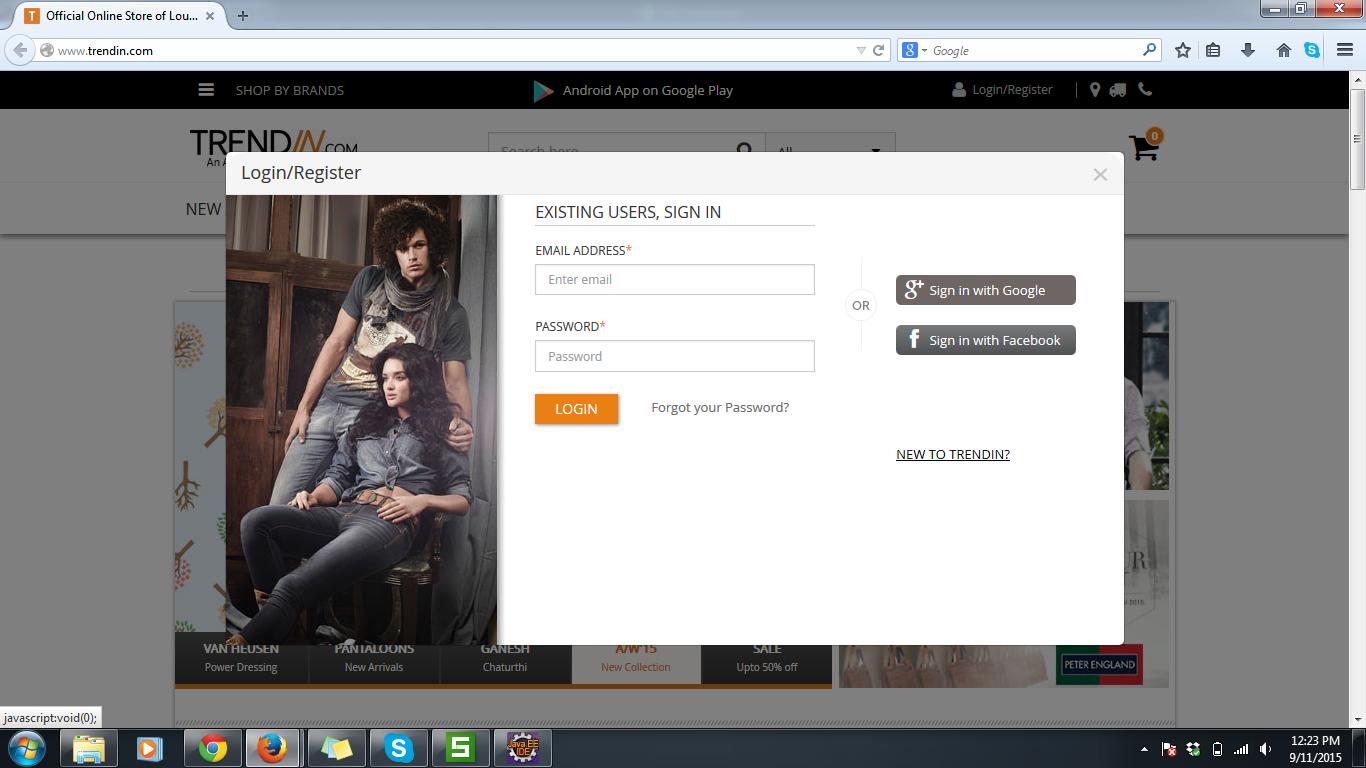 Official Online Store of Lou...
www.trendin.com
Google
SHOP BY BRANDS
Android App on Google Play
Login/Register
TRENDIN.COM
An A
Search here
All
0
Login/Register
NEW
EXISTING USERS, SIGN IN
EMAIL ADDRESS*
Enter email
PASSWORD*
Password
LOGIN
Forgot your Password?
OR
Sign in with Google
Sign in with Facebook
NEW TO TRENDIN?
VAN HEUSEN
Power Dressing
PANTALOONS
New Arrivals
GANESH
Chaturthi
A/W'15
New Collection
SALE
Upto 50% off
PETER ENGLAND
javascript:void(0);
Java EE
IDE
12:23 PM
9/11/2015